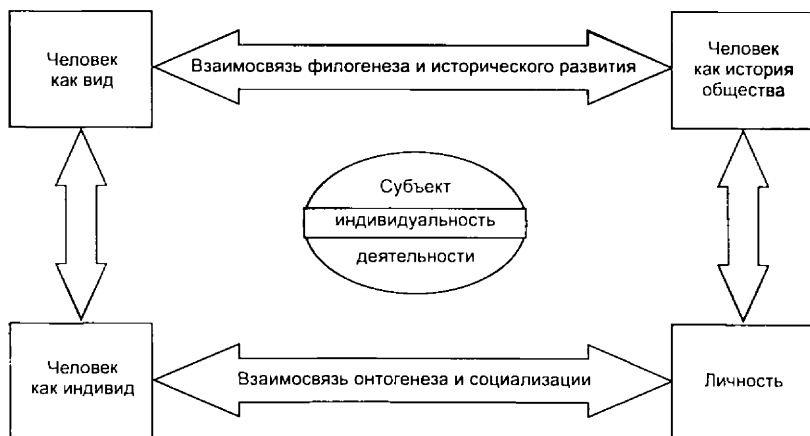 Человек
как вид
Взаимосвязь филогенеза и исторического развития
Человек
как история
общества
Субъект
индивидуальность
деятельности
Человек
как индивид
Взаимосвязь онтогенеза и социализации
Личность